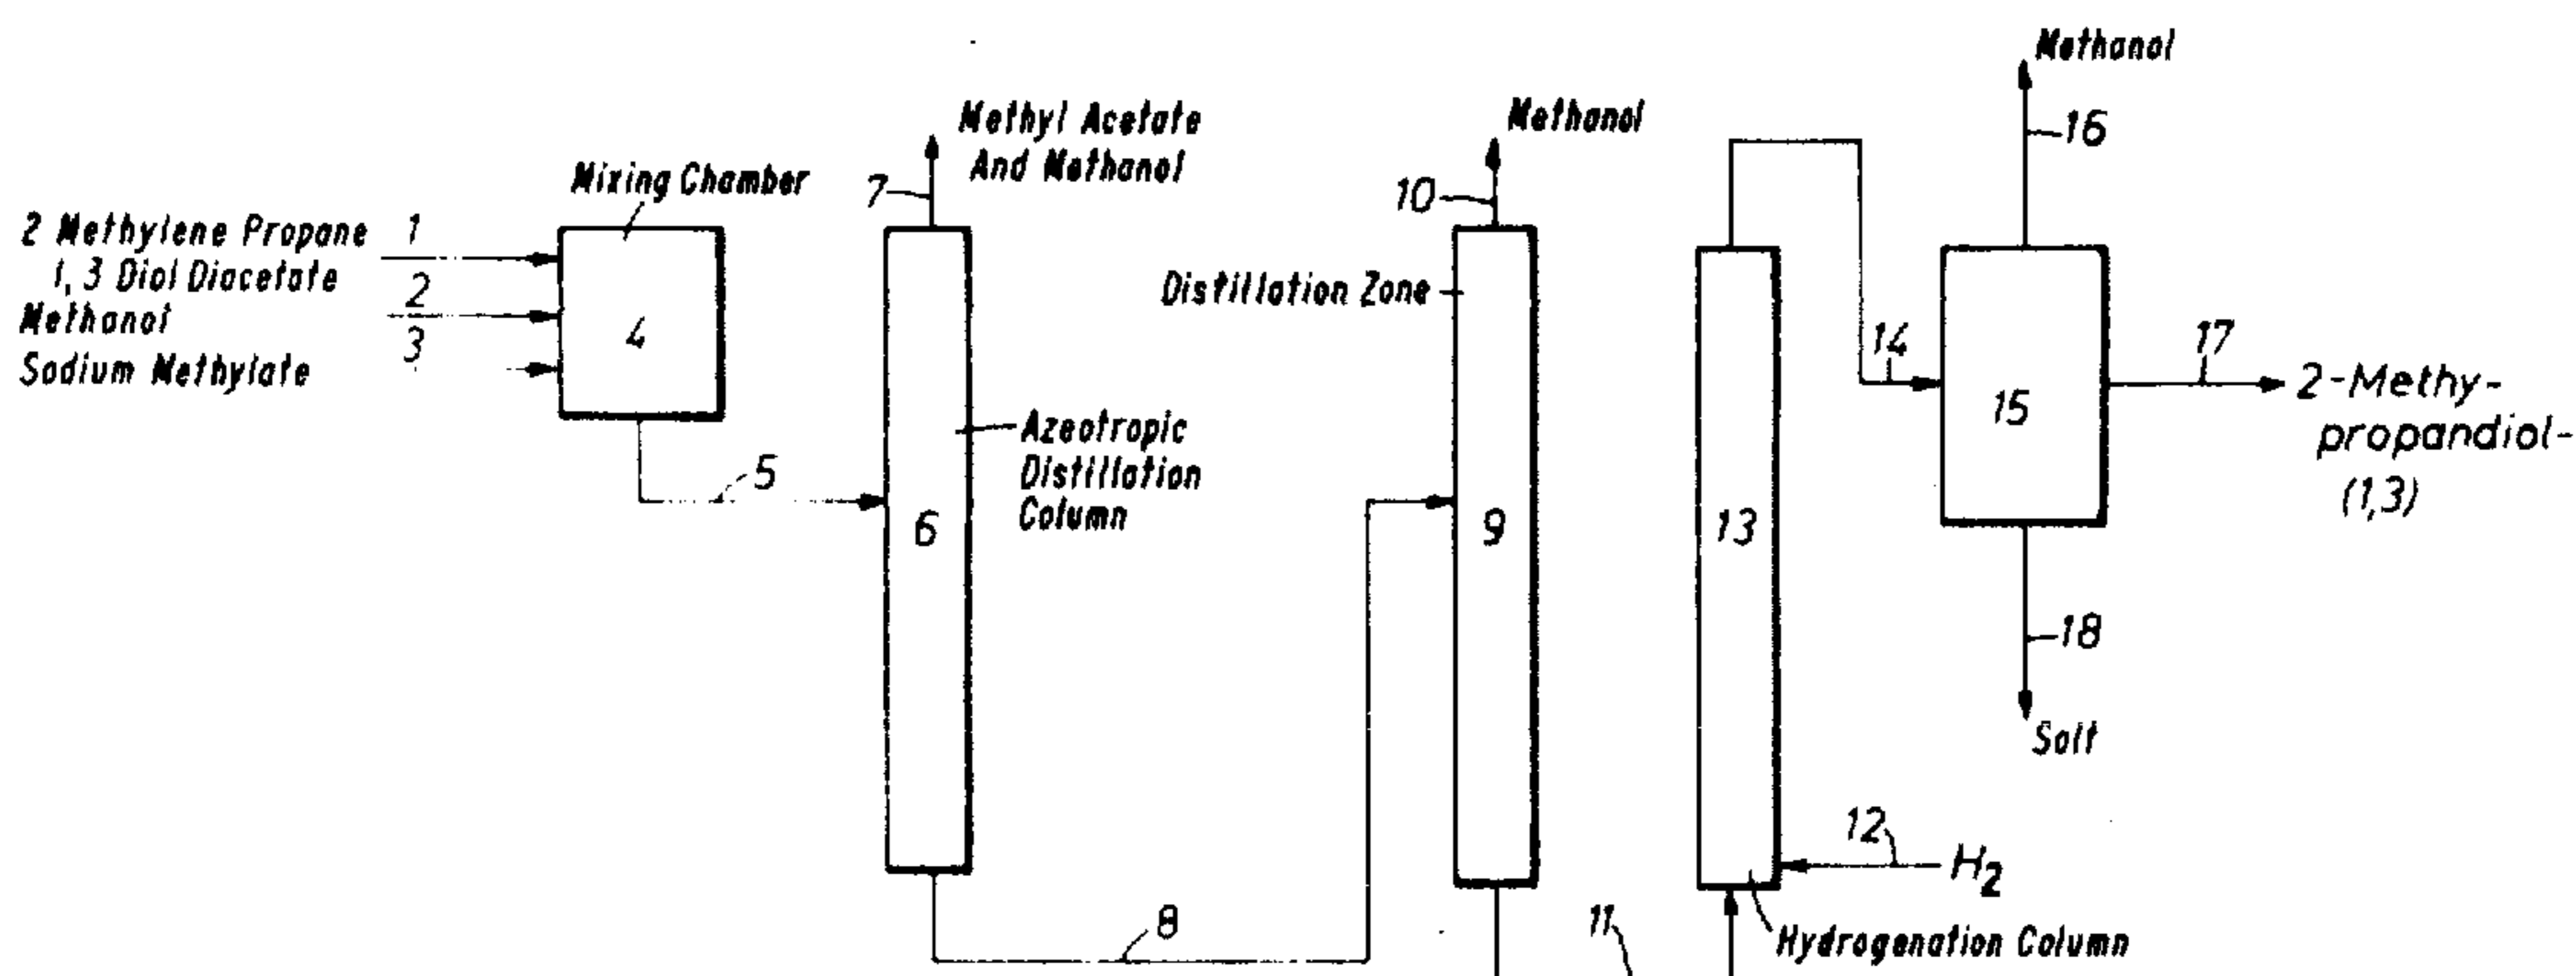 Methanol
16
Methyl Acetate
And Methanol
7
Methanol
10
Mixing Chamber
2 Methylene Propane
1, 3 Diol Diacetate
Methanol
Sodium Methylate
1
2
3
4
5
6
Azeotropic
Distillation
Column
8
Distillation Zone
9
11
13
14
15
17
2-Methy-
propandiol-
(1,3)
18
Salt
12
H2
Hydrogenation Column